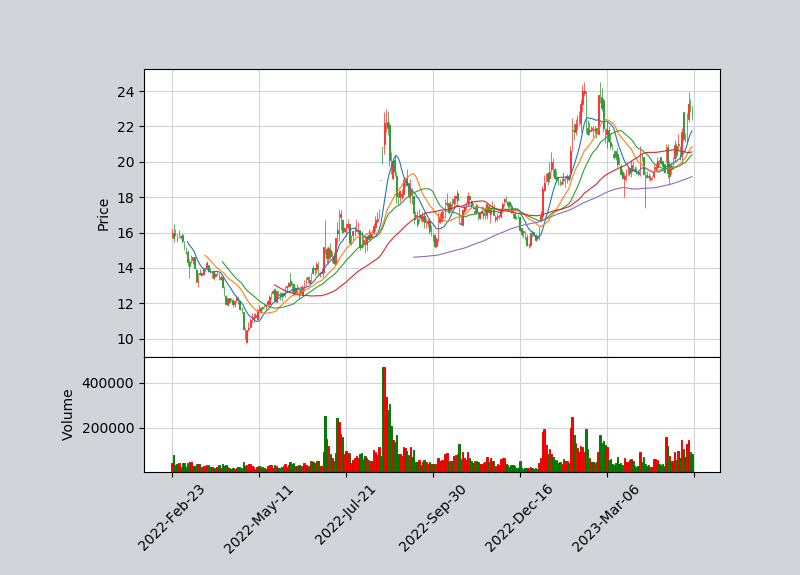 24
22
20
18
16
14
12
10
Price
400000
200000
Volume
2022-Feb-23
2022-May-11
2022-Jul-21
2022-Sep-30
2022-Dec-16
2023-Mar-06